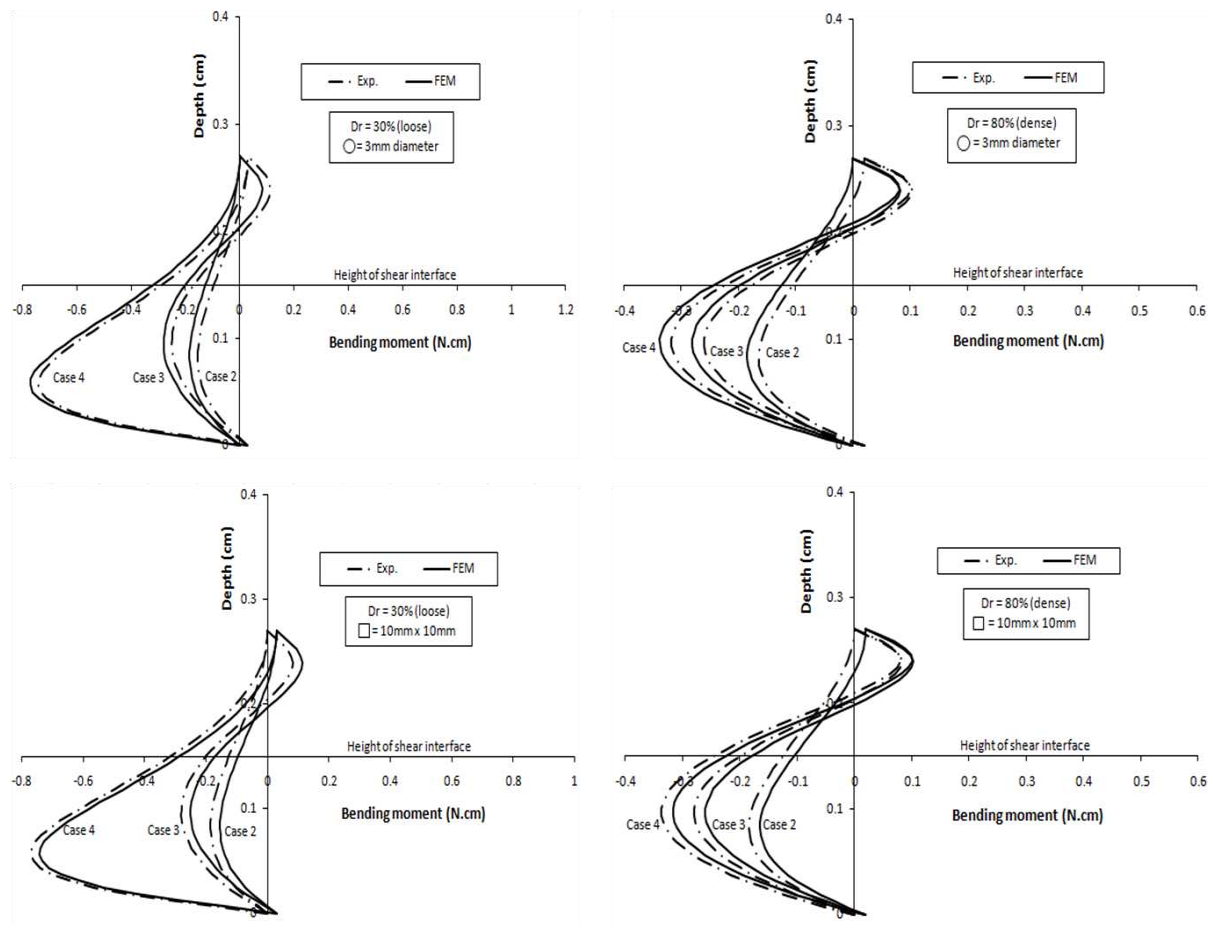 0.4
Depth (cm)
Exp. FEM
0.3
Dr = 30% (loose)
= 3mm diameter
Height of shear interface
-0.8 -0.6 -0.4 -0.2 0 0.2 0.4 0.6 0.8 1 1.2
0.1
Bending moment (N.cm)
Case 4 Case 3 Case 2
0
0.4
Depth (cm)
Exp. FEM
0.3
Dr = 80% (dense)
= 3mm diameter
Height of shear interface
-0.4 -0.3 -0.2 -0.1 0 0.1 0.2 0.3 0.4 0.5 0.6
0.1
Bending moment (N.cm)
Case 4 Case 3 Case 2
0
0.4
Depth (cm)
Exp. FEM
0.3
Dr = 30% (loose)
= 10mm x 10mm
0.2
Height of shear interface
-0.8 -0.6 -0.4 -0.2 0 0.2 0.4 0.6 0.8 1
0.1
Bending moment (N.cm)
Case 4 Case 3 Case 2
0
0.4
Depth (cm)
Exp. FEM
0.3
Dr = 80% (dense)
= 10mm x 10mm
0.2
Height of shear interface
-0.4 -0.3 -0.2 -0.1 0 0.1 0.2 0.3 0.4 0.5 0.6
0.1
Bending moment (N.cm)
Case 4 Case 3 Case 2
0